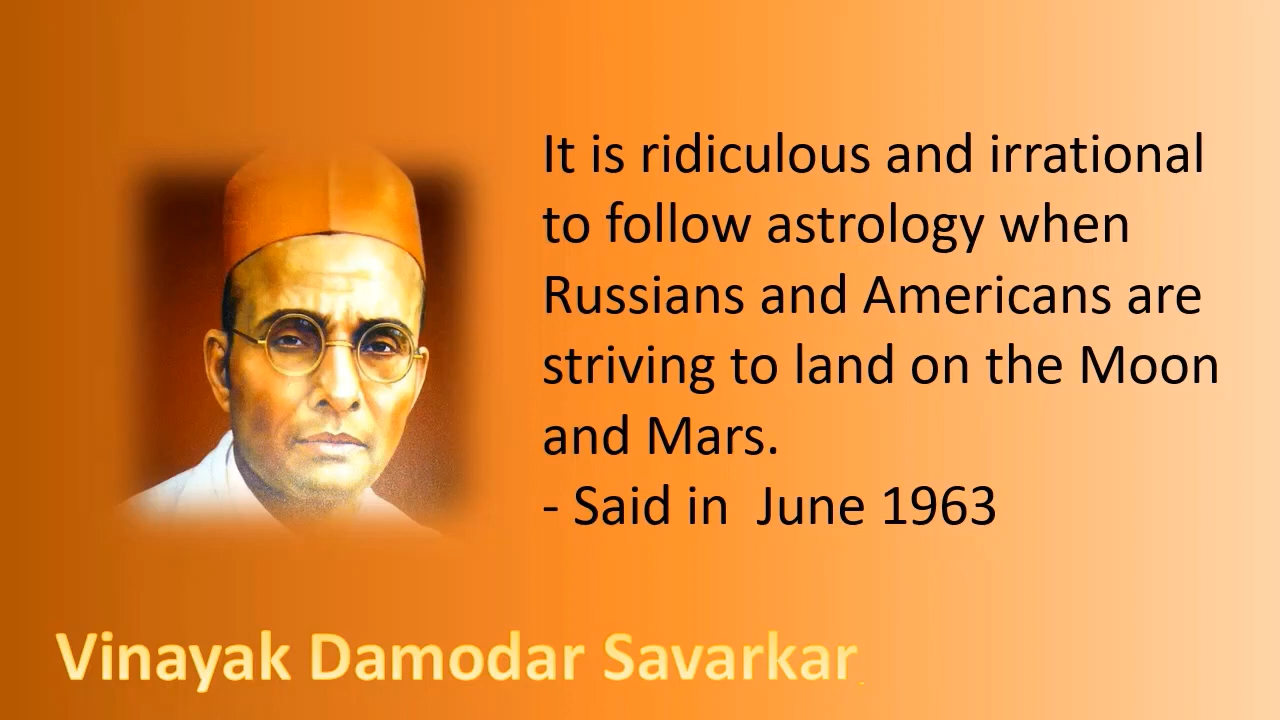 It is ridiculous and irrational
to follow astrology when
Russians and Americans are
striving to land on the Moon
and Mars.
- Said in  June 1963
Vinayak Damodar Savarkar